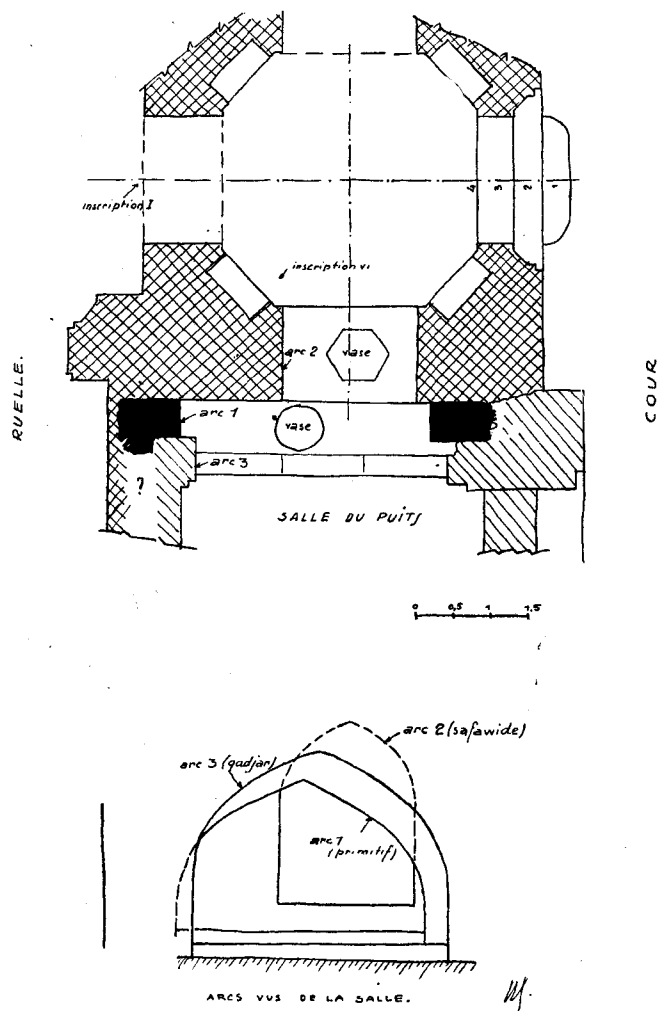 4 3 2 1
inscription I
inscription VI
arc 2
vase
RUELLE.
COUR
arc 1
vase
arc 3
?
SALLE DU PUITS
0 0,5 1 1,5
arc 2 (safawide)
arc 3 (qadjar)
arc 1
(primitif)
ARCS VUS DE LA SALLE.